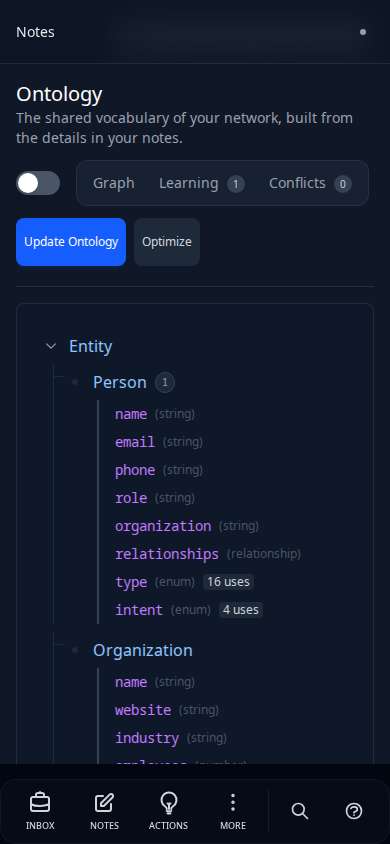 Notes
Ontology
The shared vocabulary of your network, built from
the details in your notes.
Graph Learning 1 Conflicts 0
Update Ontology Optimize
Entity
Person 1
name (string)
email (string)
phone (string)
role (string)
organization (string)
relationships (relationship)
type (enum) 16 uses
intent (enum) 4 uses
Organization
name (string)
website (string)
industry (string)
INBOX NOTES ACTIONS MORE